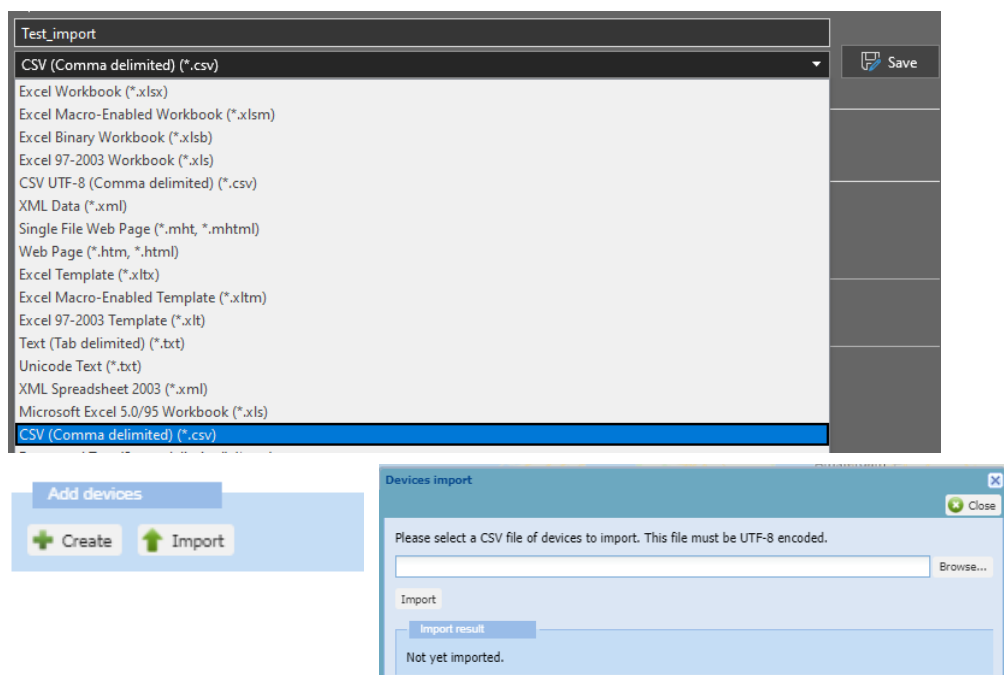 Test_import
CSV (Comma delimited) (*.csv)
Save
Excel Workbook (*.xlsx)
Excel Macro-Enabled Workbook (*.xlsm)
Excel Binary Workbook (*.xlsb)
Excel 97-2003 Workbook (*.xls)
CSV UTF-8 (Comma delimited) (*.csv)
XML Data (*.xml)
Single File Web Page (*.mht, *.mhtml)
Web Page (*.htm, *.html)
Excel Template (*.xltx)
Excel Macro-Enabled Template (*.xltm)
Excel 97-2003 Template (*.xlt)
Text (Tab delimited) (*.txt)
Unicode Text (*.txt)
XML Spreadsheet 2003 (*.xml)
Microsoft Excel 5.0/95 Workbook (*.xls)
CSV (Comma delimited) (*.csv)
Add devices
Create
Import
Devices import
Close
Please select a CSV file of devices to import. This file must be UTF-8 encoded.
Browse...
Import
Import result
Not yet imported.